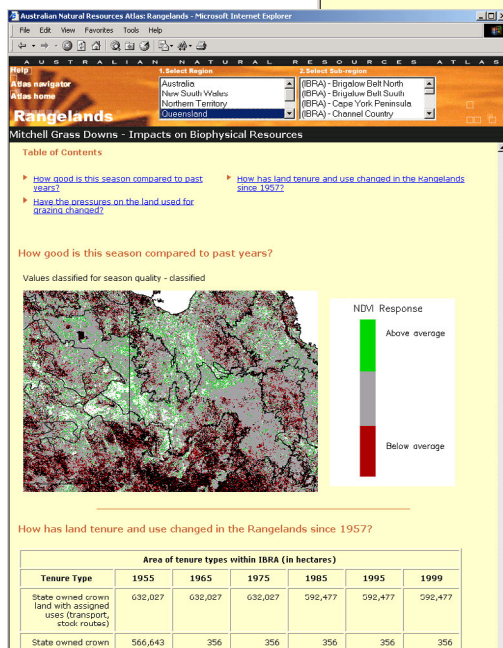 Australian Natural Resources Atlas: Rangelands - Microsoft Internet Explorer
File Edit View Favorites Tools Help
AUSTRALIAN NATURAL RESOURCES ATLAS
Help
Atlas navigator
Atlas home
Rangelands
1.Select Region
Australia
New South Wales
Northern Territory
Queensland
2.Select Sub-region
(IBRA) - Brigalow Belt North
(IBRA) - Brigalow Belt South
(IBRA) - Cape York Peninsula
(IBRA) - Channel Country
Mitchell Grass Downs - Impacts on Biophysical Resources
Table of Contents
How good is this season compared to past
years?
Have the pressures on the land used for
grazing changed?
How has land tenure and use changed in the Rangelands
since 1957?
How good is this season compared to past years?
Values classified for season quality - classified
NDVI Response
Above average
Below average
How has land tenure and use changed in the Rangelands since 1957?
Area of tenure types within IBRA (in hectares)
Tenure Type 1955 1965 1975 1985 1995 1999
State owned crown
land with assigned
uses (transport,
stock routes)
632,027 632,027 632,027 592,477 592,477 592,477
State owned crown 566,643 356 356 356 356 356